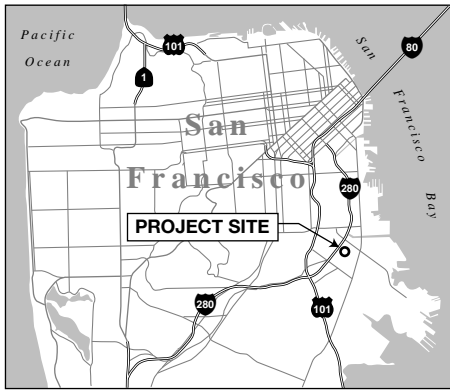 Pacific
Ocean
101
1
San
Francisco
Bay
80
San
Francisco
280
PROJECT SITE
280
101